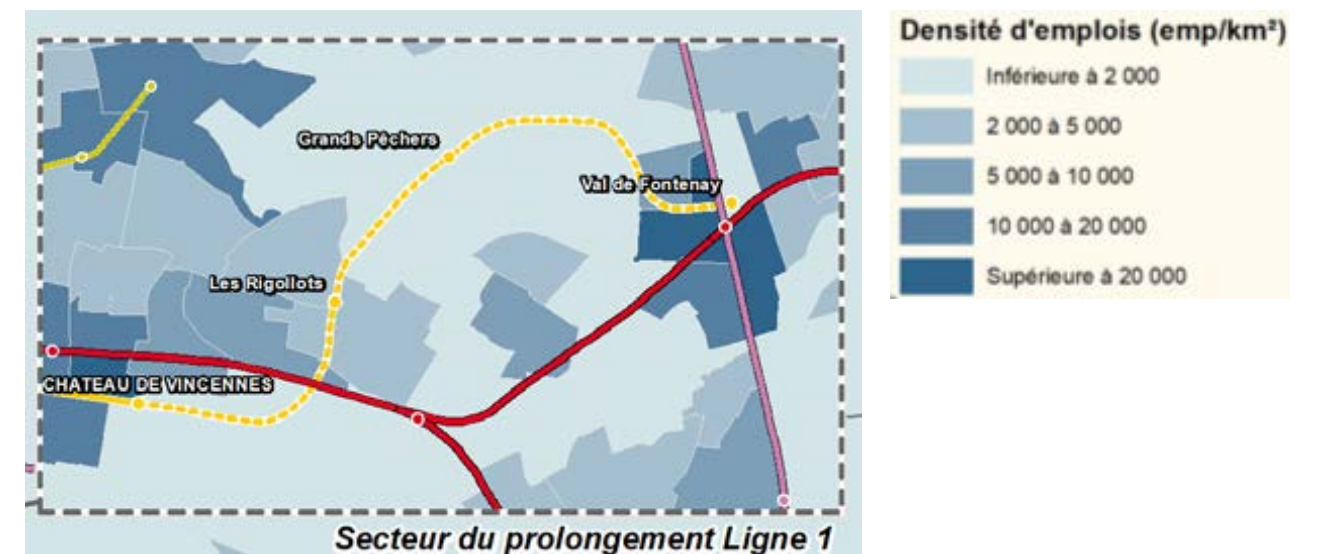 Grands Pêchers
Val de Fontenay
Les Rigollots
CHATEAU DE VINCENNES
Secteur du prolongement Ligne 1
Densité d'emplois (emp/km²)
Inférieure à 2 000
2 000 à 5 000
5 000 à 10 000
10 000 à 20 000
Supérieure à 20 000